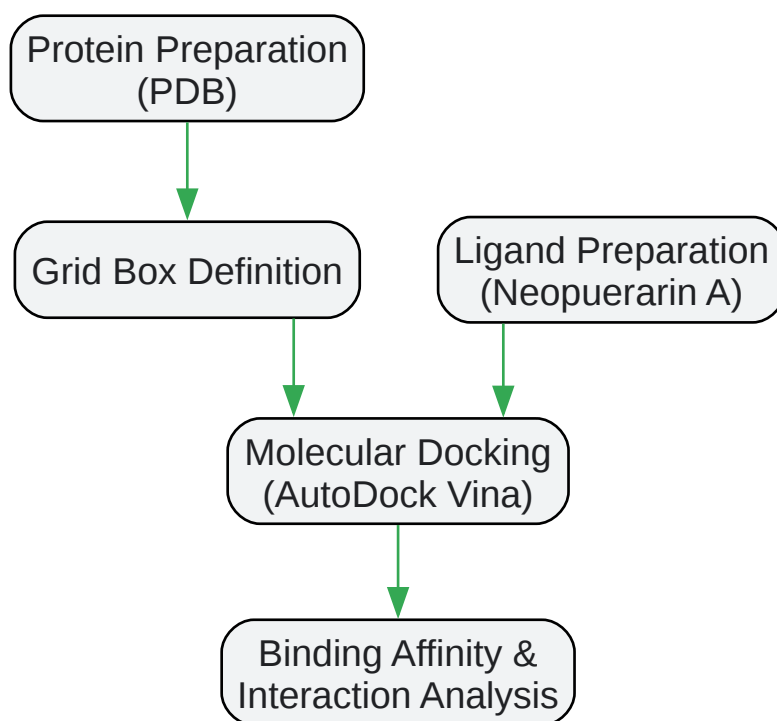 Protein Preparation
(PDB)
Grid Box Definition
Ligand Preparation
(Neopuerarin A)
Molecular Docking
(AutoDock Vina)
Binding Affinity &
Interaction Analysis